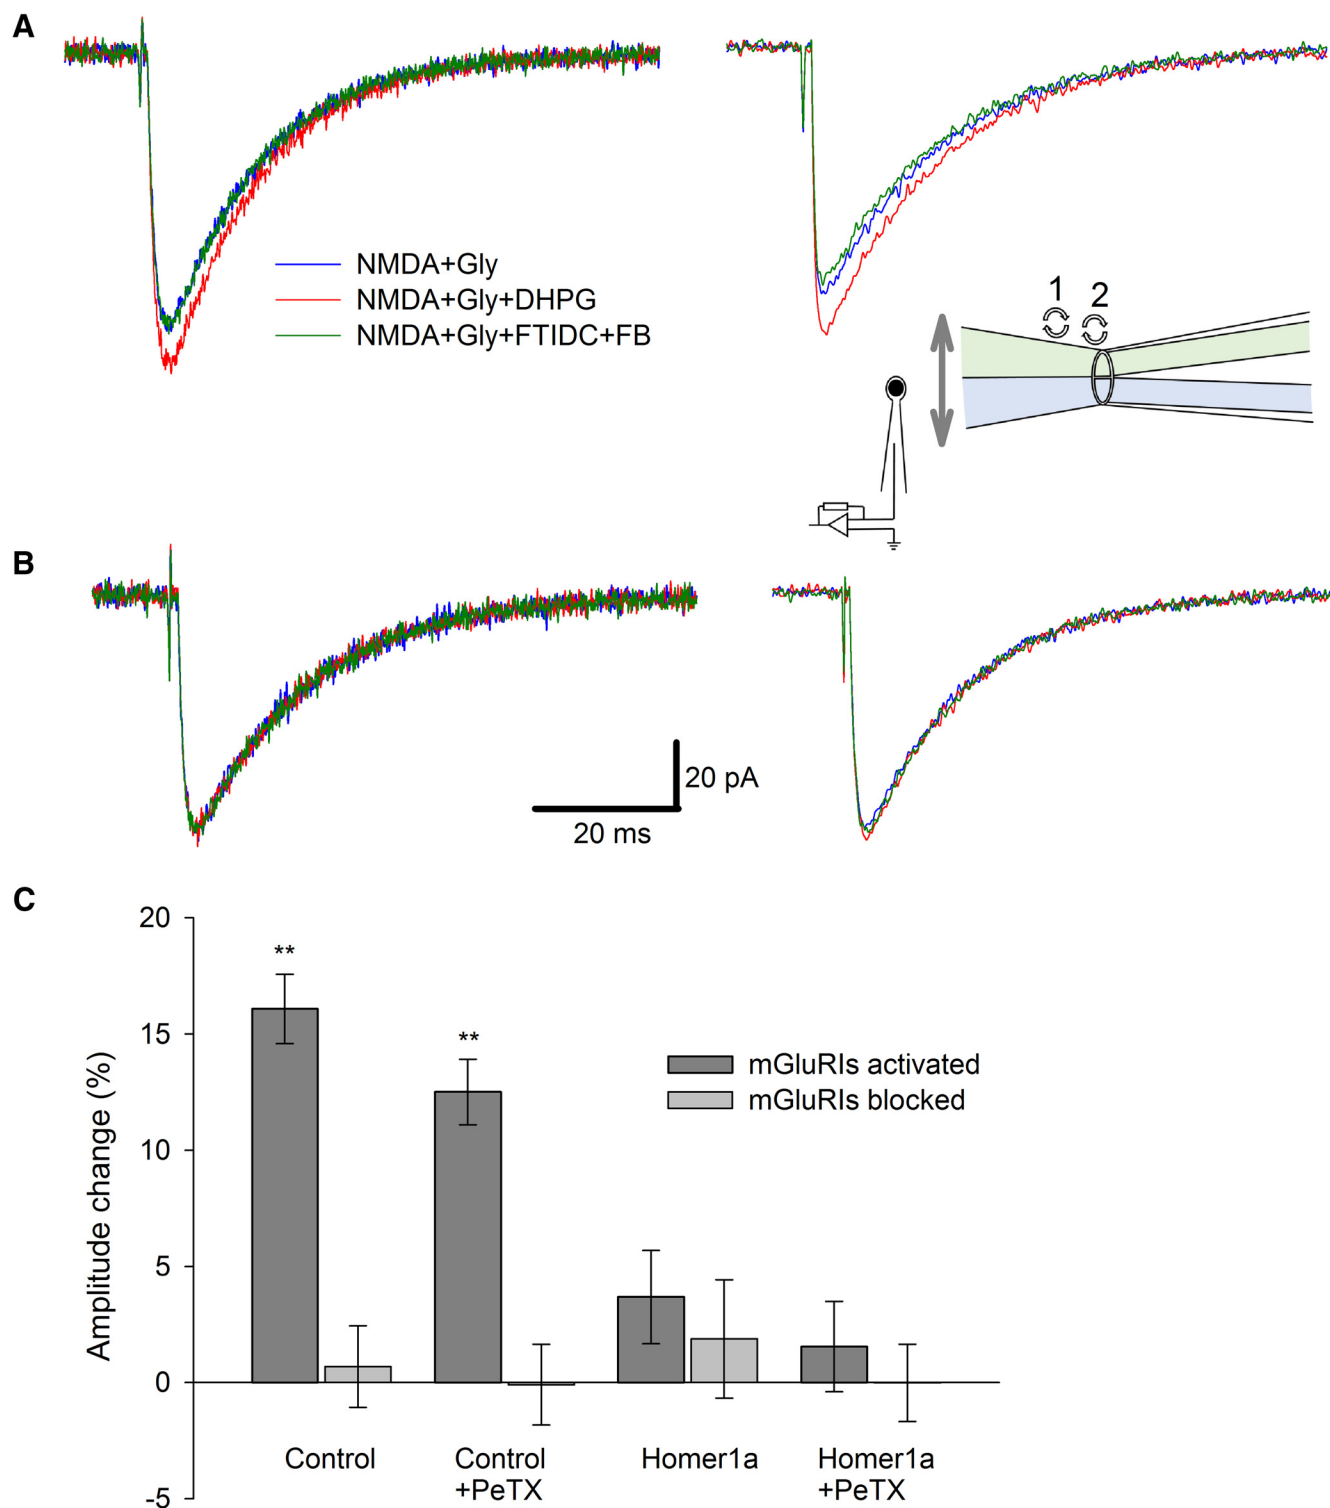 A
NMDA+Gly
NMDA+Gly+DHPG
NMDA+Gly+FTIDC+FB
1 2
B
20 pA
20 ms
C
20
15
10
5
0
-5
Amplitude change (%)
**
**
mGluRIs activated
mGluRIs blocked
Control
Control
+PeTX
Homer1a
Homer1a
+PeTX